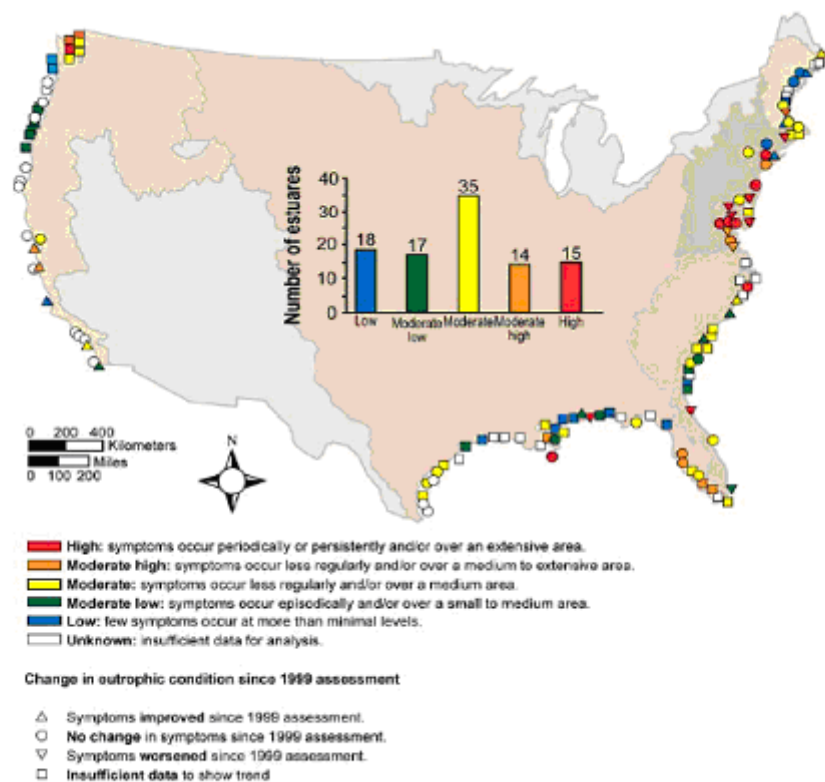 40
35
30
20
18
17
14
15
10
0
Number of estuares
Low
Moderate low
Moderate
Moderate high
High
0 200 400
Kilometers
Miles
0 100 200
N
High: symptoms occur periodically or persistently and/or over an extensive area.
Moderate high: symptoms occur less regularly and/or over a medium to extensive area.
Moderate: symptoms occur less regularly and/or over a medium area.
Moderate low: symptoms occur episodically and/or over a small to medium area.
Low: few symptoms occur at more than minimal levels.
Unknown: insufficient data for analysis.
Change in eutrophic condition since 1999 assessment
Symptoms improved since 1999 assessment.
No change in symptoms since 1999 assessment.
Symptoms worsened since 1999 assessment.
Insufficient data to show trend